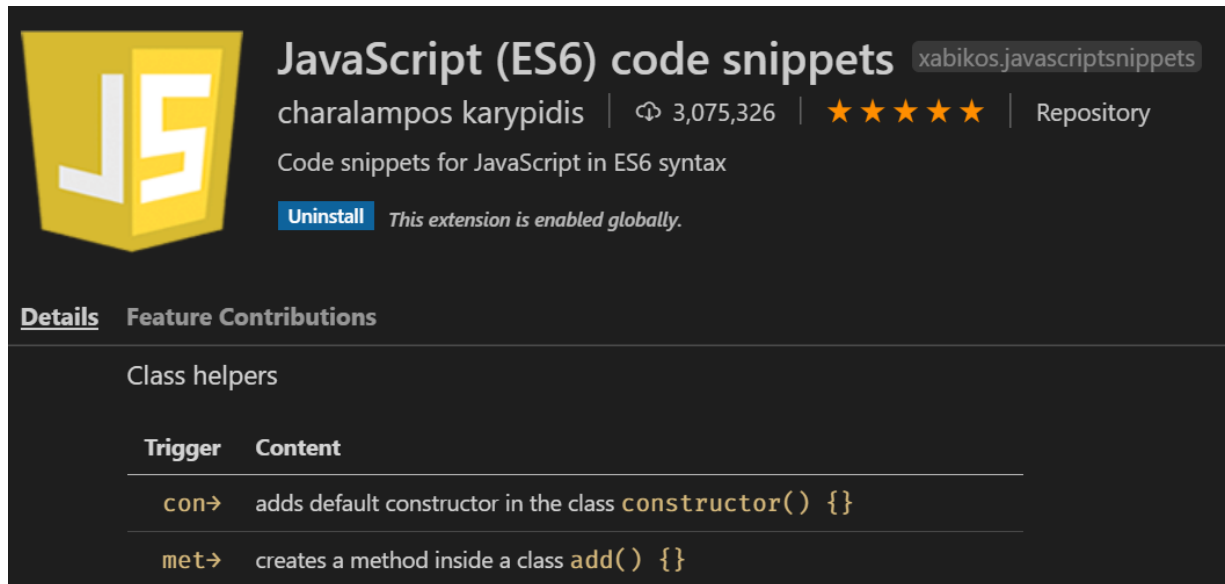 JS
JavaScript (ES6) code snippets xabikos.javascriptsnippets
charalampos karypidis 3,075,326 ★★★★★ Repository
Code snippets for JavaScript in ES6 syntax
Uninstall This extension is enabled globally.
Details Feature Contributions
Class helpers
Trigger Content
con→ adds default constructor in the class constructor() {}
met→ creates a method inside a class add() {}